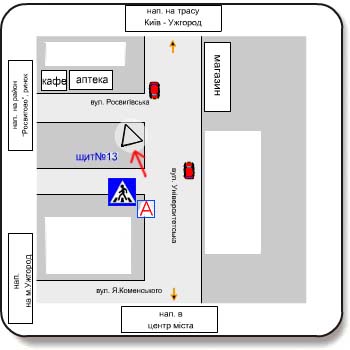 нап. на трасу
Київ - Ужгород
кафе
аптека
магазин
вул. Росвигівська
нап. на район
"Росвигово", ринок
щит№13
А
вул. Університетська
нап.
на м.Ужгород
вул. Я.Коменського
нап. в
центр міста